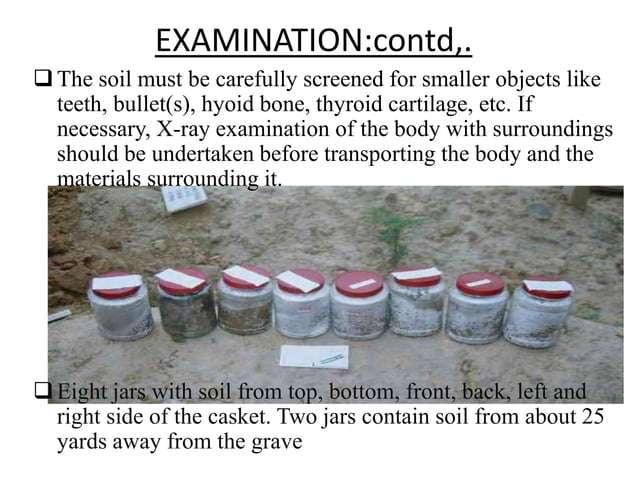 EXAMINATION:contd,.
The soil must be carefully screened for smaller objects like
teeth, bullet(s), hyoid bone, thyroid cartilage, etc. If
necessary, X-ray examination of the body with surroundings
should be undertaken before transporting the body and the
materials surrounding it.
Eight jars with soil from top, bottom, front, back, left and
right side of the casket. Two jars contain soil from about 25
yards away from the grave